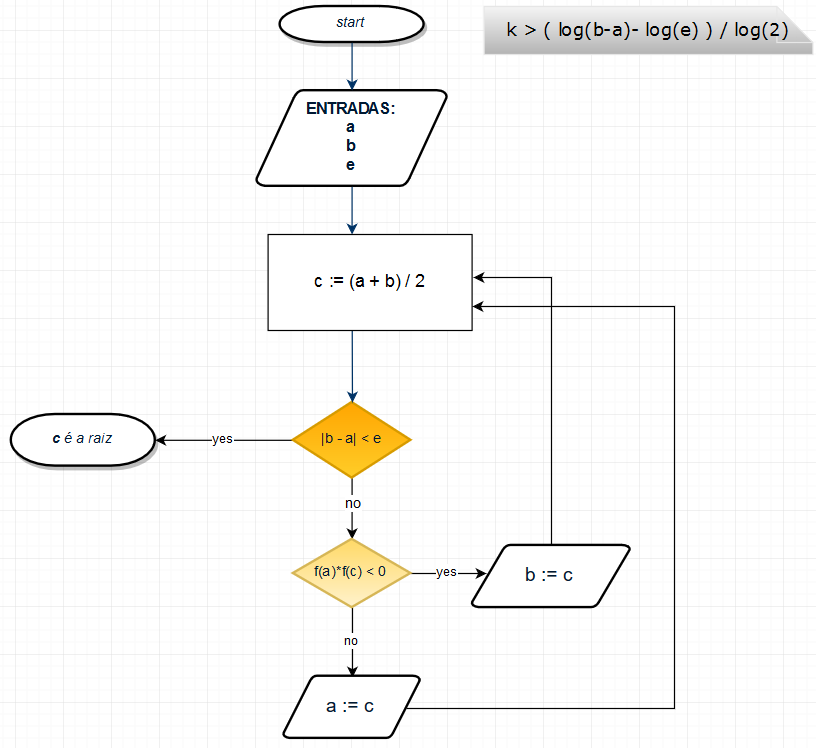 start
k > ( log(b-a)- log(e) ) / log(2)
ENTRADAS:
a
b
e
c := (a + b) / 2
|b - a| < e
yes
c é a raiz
no
f(a)*f(c) < 0
yes
b := c
no
a := c